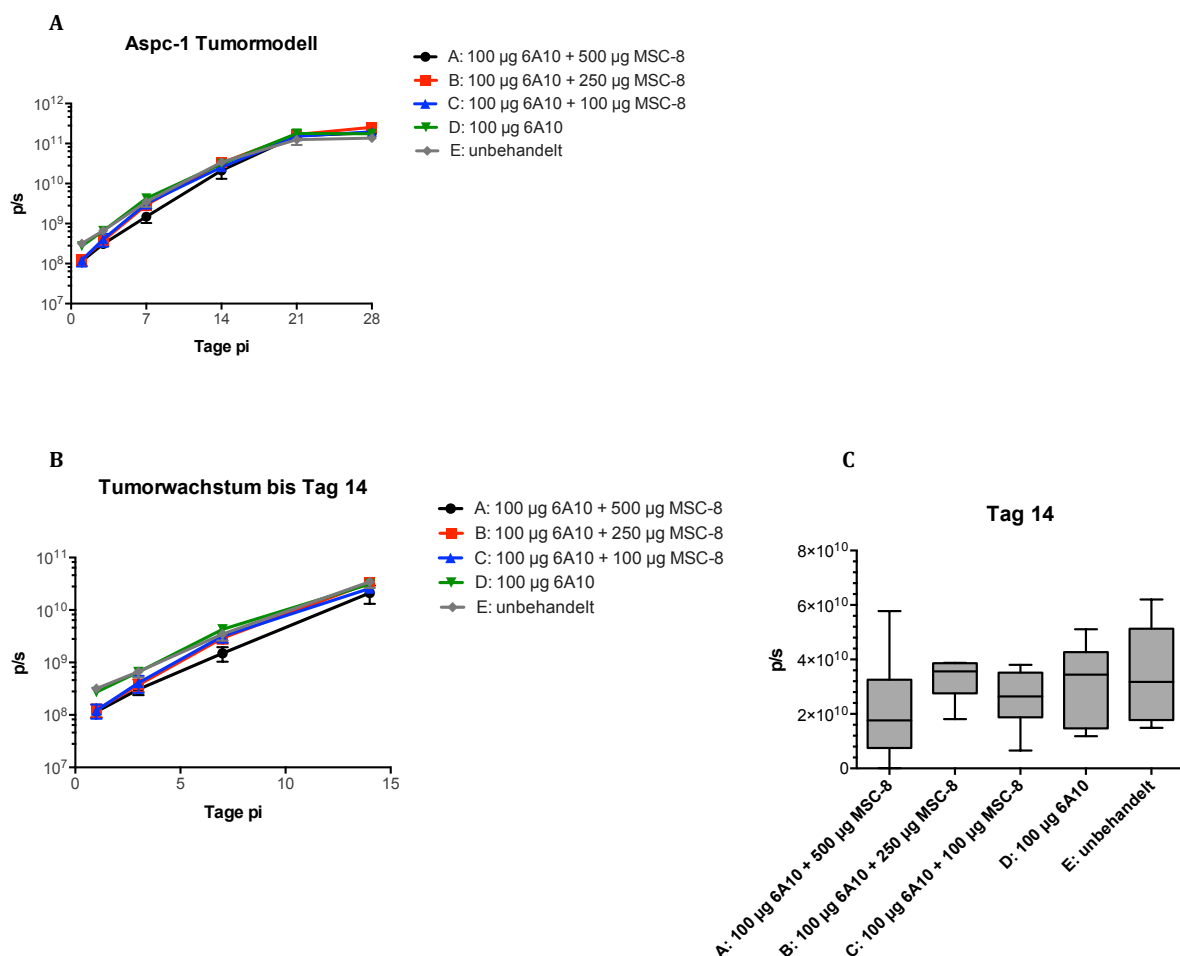 A
Aspc-1 Tumormodell
A: 100 µg 6A10 + 500 µg MSC-8
B: 100 µg 6A10 + 250 µg MSC-8
C: 100 µg 6A10 + 100 µg MSC-8
D: 100 µg 6A10
E: unbehandelt
10¹²
10¹¹
10¹⁰
10⁹
10⁸
10⁷
p/s
0 7 14 21 28
Tage pi
B
Tumorwachstum bis Tag 14
A: 100 µg 6A10 + 500 µg MSC-8
B: 100 µg 6A10 + 250 µg MSC-8
C: 100 µg 6A10 + 100 µg MSC-8
D: 100 µg 6A10
E: unbehandelt
10¹¹
10¹⁰
10⁹
10⁸
10⁷
p/s
0 5 10 15
Tage pi
C
Tag 14
8×10¹⁰
6×10¹⁰
4×10¹⁰
2×10¹⁰
0
p/s
A: 100 µg 6A10 + 500 µg MSC-8
B: 100 µg 6A10 + 250 µg MSC-8
C: 100 µg 6A10 + 100 µg MSC-8
D: 100 µg 6A10
E: unbehandelt